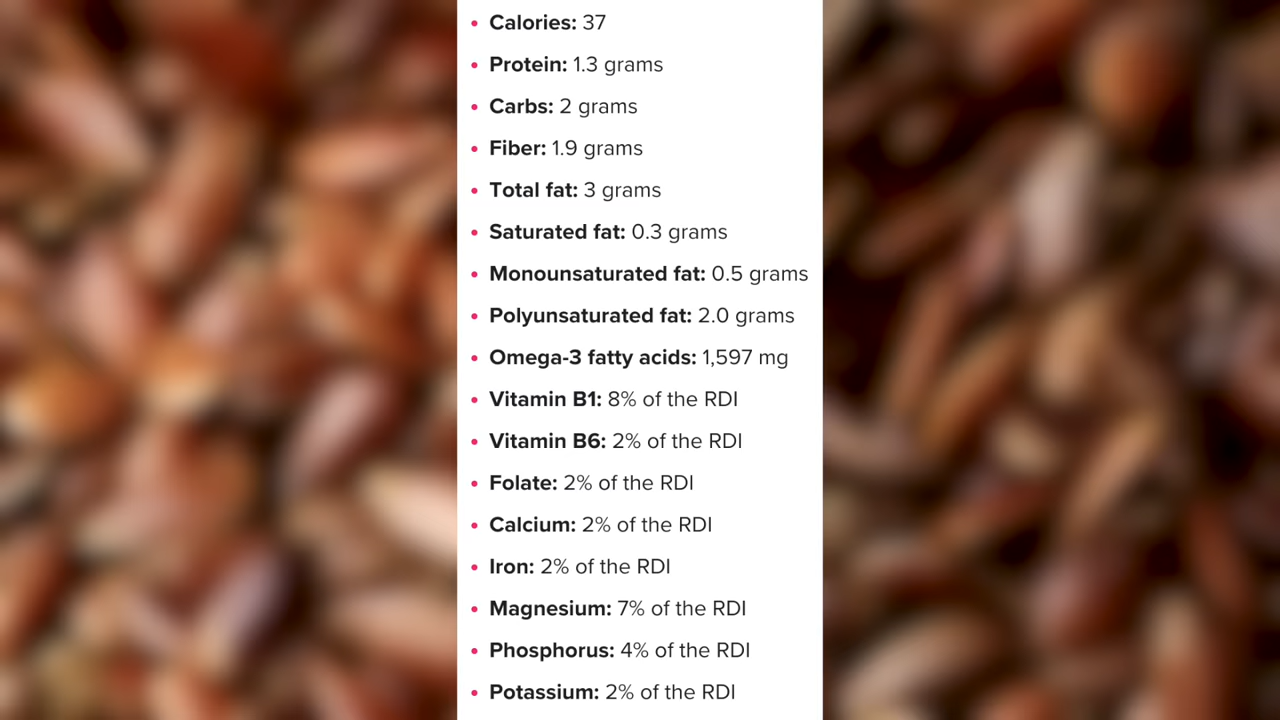 • Calories: 37
• Protein: 1.3 grams
• Carbs: 2 grams
• Fiber: 1.9 grams
• Total fat: 3 grams
• Saturated fat: 0.3 grams
• Monounsaturated fat: 0.5 grams
• Polyunsaturated fat: 2.0 grams
• Omega-3 fatty acids: 1,597 mg
• Vitamin B1: 8% of the RDI
• Vitamin B6: 2% of the RDI
• Folate: 2% of the RDI
• Calcium: 2% of the RDI
• Iron: 2% of the RDI
• Magnesium: 7% of the RDI
• Phosphorus: 4% of the RDI
• Potassium: 2% of the RDI